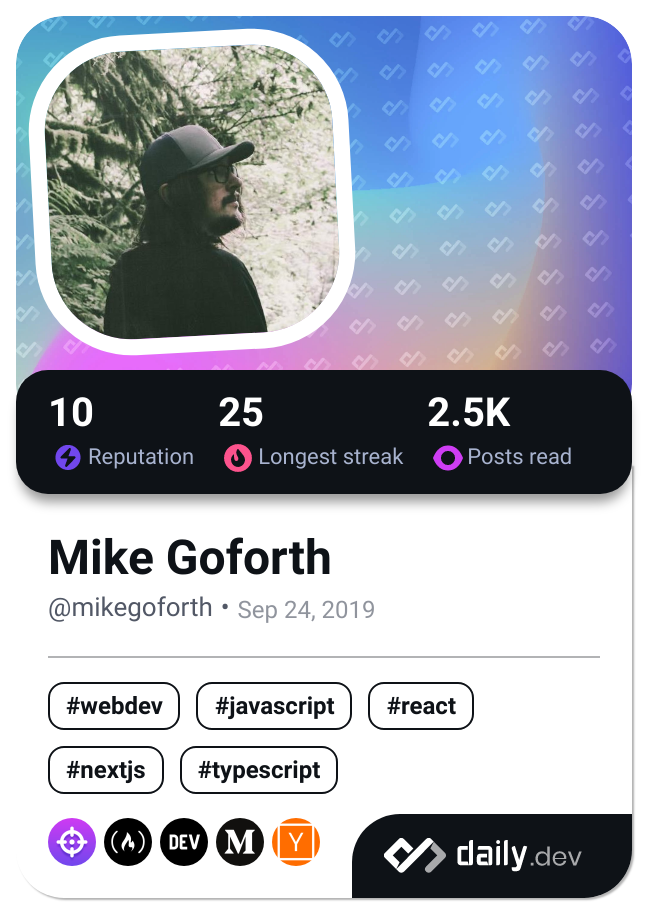 10 25 2.5K
Reputation Longest streak Posts read
Mike Goforth
@mikegoforth • Sep 24, 2019
#webdev #javascript #react
#nextjs #typescript
DEV M Y
daily.dev